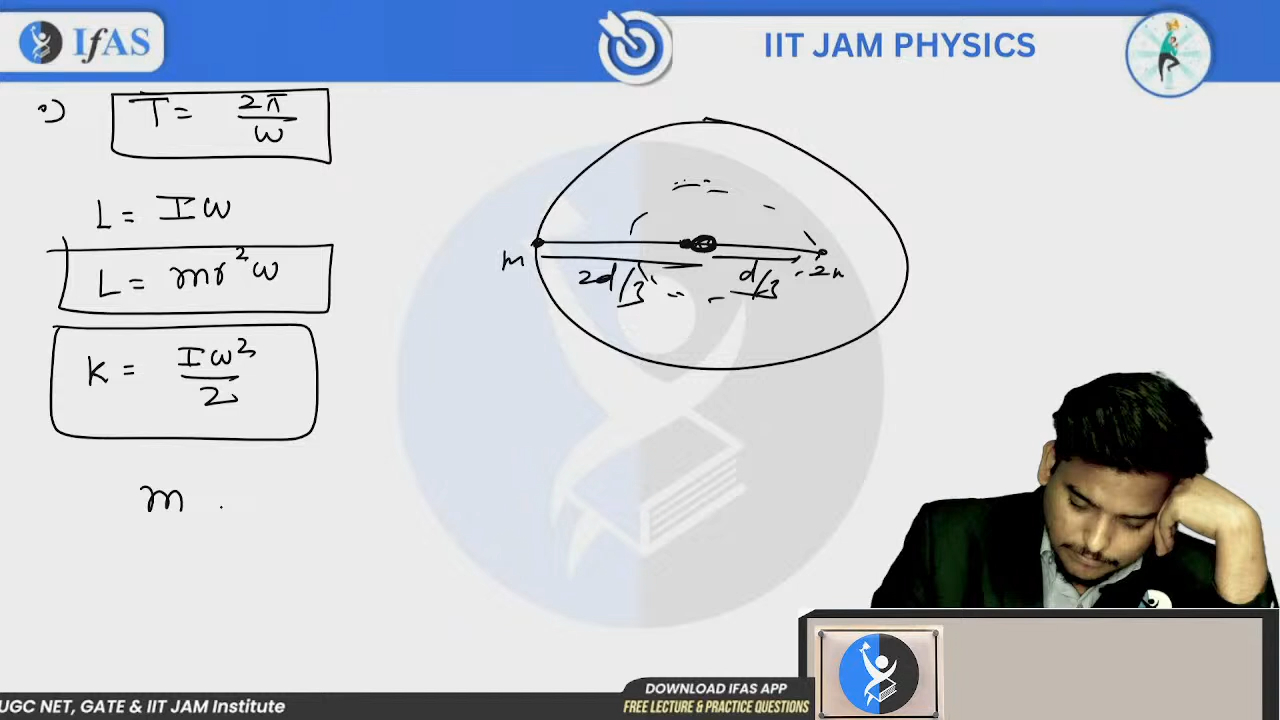 IfAS
IIT JAM PHYSICS
T = 2π/ω
L = Iω
L = mr²ω
K = Iω²/2
m
m
2d/3
d/3
UGC NET, GATE & IIT JAM Institute
DOWNLOAD IFAS APP
FREE LECTURE & PRACTICE QUESTIONS